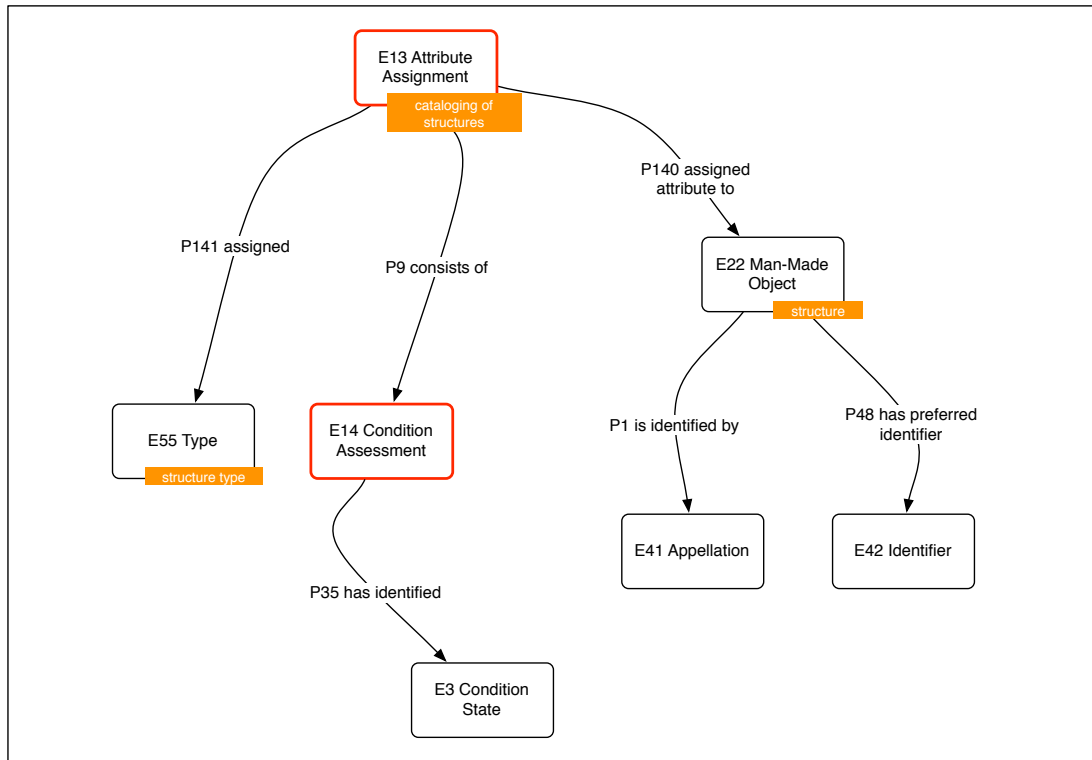 E13 Attribute
Assignment
cataloging of
structures
P140 assigned
attribute to
P141 assigned
P9 consists of
E22 Man-Made
Object
structure
E55 Type
structure type
E14 Condition
Assessment
P1 is identified by
P48 has preferred
identifier
E41 Appellation
E42 Identifier
P35 has identified
E3 Condition
State